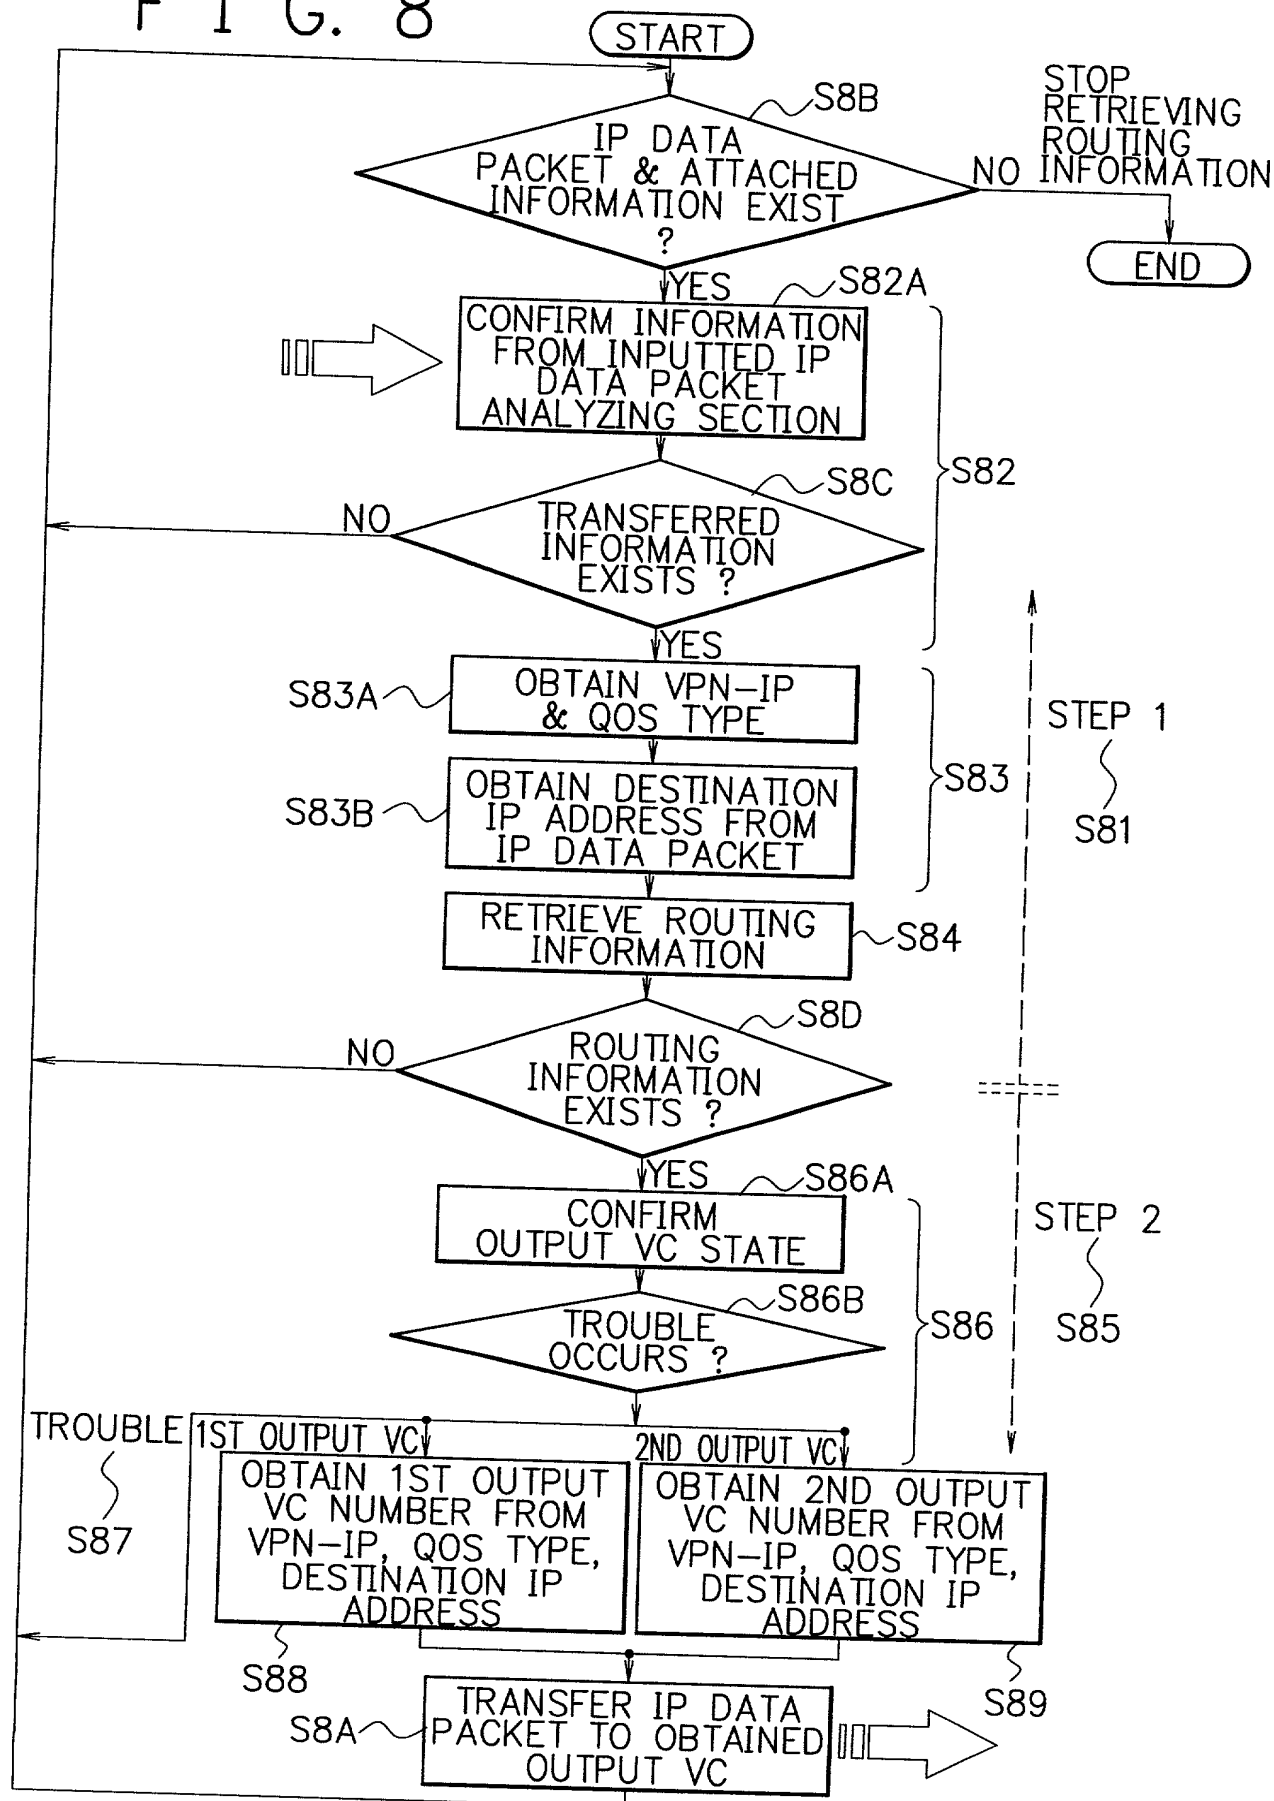 FIG. 8
START
S8B
STOP
RETRIEVING
ROUTING
INFORMATION
IP DATA
PACKET & ATTACHED
INFORMATION EXIST
?
NO
END
YES
S82A
CONFIRM INFORMATION
FROM INPUTTED IP
DATA PACKET
ANALYZING SECTION
S82
S8C
NO
TRANSFERRED
INFORMATION
EXISTS ?
YES
S83A
OBTAIN VPN-IP
& QOS TYPE
STEP 1
S83
S83B
OBTAIN DESTINATION
IP ADDRESS FROM
IP DATA PACKET
S81
RETRIEVE ROUTING
INFORMATION
S84
S8D
NO
ROUTING
INFORMATION
EXISTS ?
YES
S86A
CONFIRM
OUTPUT VC STATE
STEP 2
S86B
S86
S85
TROUBLE
OCCURS ?
TROUBLE
1ST OUTPUT VC
2ND OUTPUT VC
S87
OBTAIN 1ST OUTPUT
VC NUMBER FROM
VPN-IP, QOS TYPE,
DESTINATION IP
ADDRESS
OBTAIN 2ND OUTPUT
VC NUMBER FROM
VPN-IP, QOS TYPE,
DESTINATION IP
ADDRESS
S88
S89
S8A
TRANSFER IP DATA
PACKET TO OBTAINED
OUTPUT VC